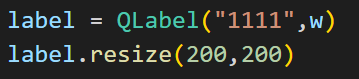 label = QLabel("1111",w)
label.resize(200,200)